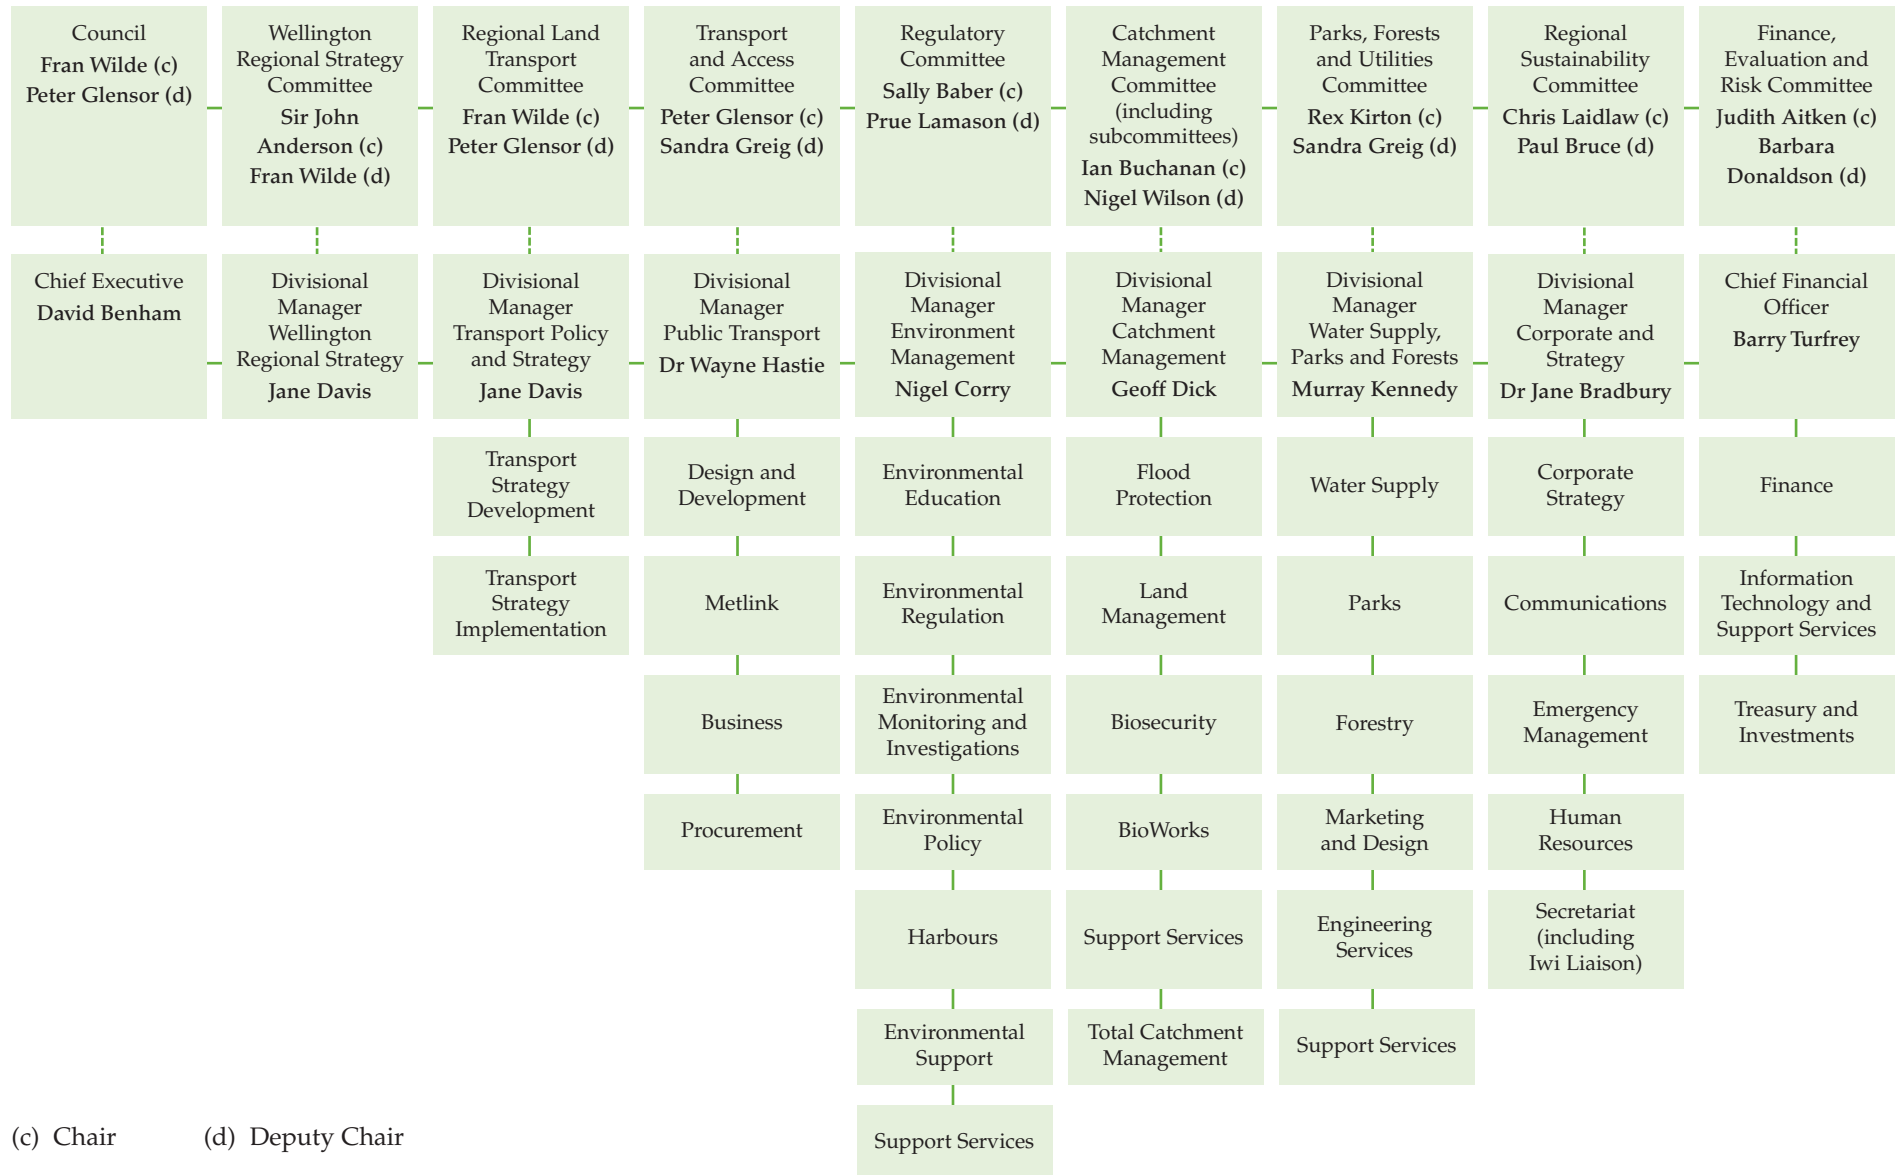 Council
Fran Wilde (c)
Peter Glensor (d)
Wellington
Regional Strategy
Committee
Sir John
Anderson (c)
Fran Wilde (d)
Regional Land
Transport
Committee
Fran Wilde (c)
Peter Glensor (d)
Transport
and Access
Committee
Peter Glensor (c)
Sandra Greig (d)
Regulatory
Committee
Sally Baber (c)
Prue Lamason (d)
Catchment
Management
Committee
(including
subcommittees)
Ian Buchanan (c)
Nigel Wilson (d)
Parks, Forests
and Utilities
Committee
Rex Kirton (c)
Sandra Greig (d)
Regional
Sustainability
Committee
Chris Laidlaw (c)
Paul Bruce (d)
Finance,
Evaluation and
Risk Committee
Judith Aitken (c)
Barbara
Donaldson (d)
Chief Executive
David Benham
Divisional
Manager
Wellington
Regional Strategy
Jane Davis
Divisional
Manager
Transport Policy
and Strategy
Jane Davis
Divisional
Manager
Public Transport
Dr Wayne Hastie
Divisional
Manager
Environment
Management
Nigel Corry
Divisional
Manager
Catchment
Management
Geoff Dick
Divisional
Manager
Water Supply,
Parks and Forests
Murray Kennedy
Divisional
Manager
Corporate and
Strategy
Dr Jane Bradbury
Chief Financial
Officer
Barry Turfrey
Transport
Strategy
Development
Design and
Development
Environmental
Education
Flood
Protection
Water Supply
Corporate
Strategy
Finance
Transport
Strategy
Implementation
Metlink
Environmental
Regulation
Land
Management
Parks
Communications
Information
Technology and
Support Services
Business
Environmental
Monitoring and
Investigations
Biosecurity
Forestry
Emergency
Management
Treasury and
Investments
Procurement
Environmental
Policy
BioWorks
Marketing
and Design
Human
Resources
Harbours
Support Services
Engineering
Services
Secretariat
(including
Iwi Liaison)
Environmental
Support
Total Catchment
Management
Support Services
Support Services
(c) Chair
(d) Deputy Chair